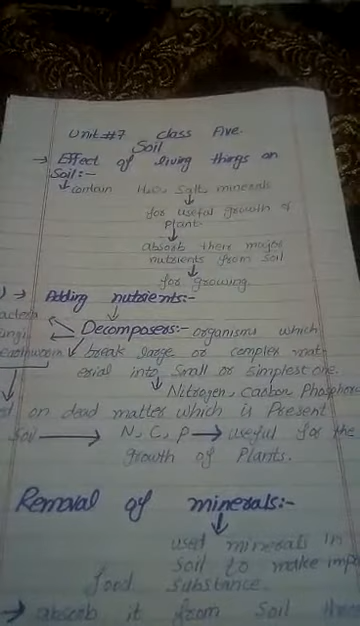 Unit #7 Class Five.
Soil
→ Effect of living things on
Soil:-
↓ contain H₂O, Salt, minerals
↓
for useful growth of
plant.
↓
absorb their major
nutrients from soil
↓
for growing.
→ Adding nutrients:-
Decomposers:- organisms which
break large or complex mat
erial into Small or simplest one.
↓ Nitrogen, Carbon, Phosphor
on dead matter which is Present
Soil → N, C, P → useful for the
growth of Plants.
Removal of minerals:-
↓
used minerals in
soil to make imp
food substance.
→ absorb it from soil